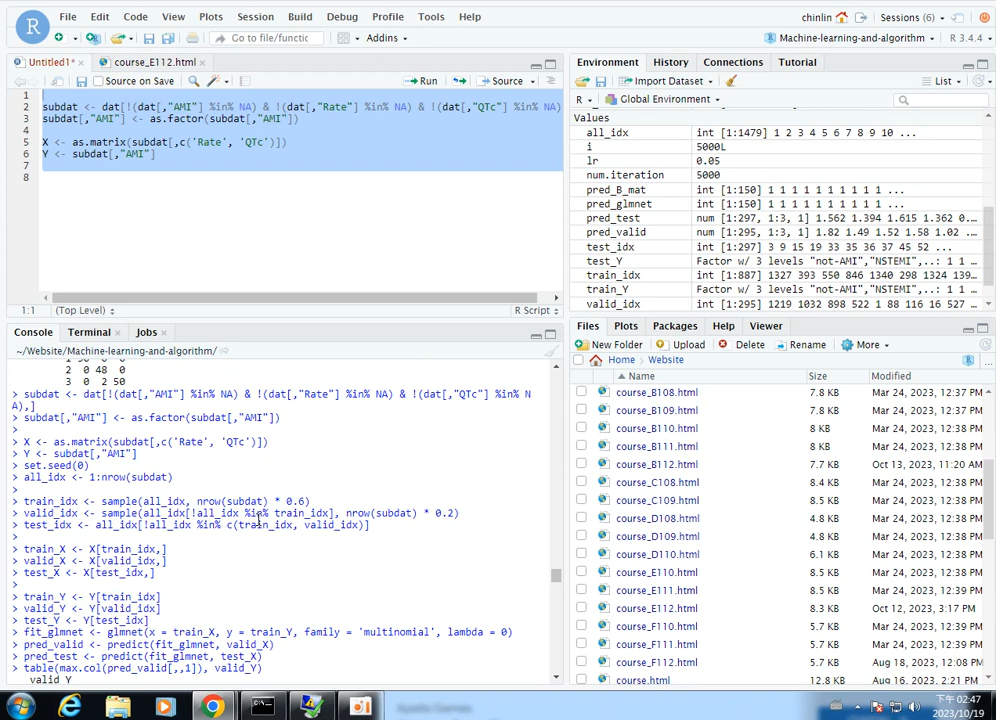 File Edit Code View Plots Session Build Debug Profile Tools Help
chinlin Sessions (6)
Go to file/function Addins Machine-learning-and-algorithm R 3.4.4
Untitled1* course_E112.html
Source on Save Run Source
1
2 subdat <- dat[!(dat[,"AMI"] %in% NA) & !(dat[,"Rate"] %in% NA) & !(dat[,"QTc"] %in% NA)
3 subdat[,"AMI"] <- as.factor(subdat[,"AMI"])
4
5 X <- as.matrix(subdat[,c('Rate', 'QTc')])
6 Y <- subdat[,"AMI"]
7
8
1:1 (Top Level) R Script
Console Terminal Jobs
~/Website/Machine-learning-and-algorithm/
2 0 48 0
3 0 2 50
> subdat <- dat[!(dat[,"AMI"] %in% NA) & !(dat[,"Rate"] %in% NA) & !(dat[,"QTc"] %in% N
A),]
> subdat[,"AMI"] <- as.factor(subdat[,"AMI"])
>
> X <- as.matrix(subdat[,c('Rate', 'QTc')])
> Y <- subdat[,"AMI"]
> set.seed(0)
> all_idx <- 1:nrow(subdat)
>
> train_idx <- sample(all_idx, nrow(subdat) * 0.6)
> valid_idx <- sample(all_idx[!all_idx %in% train_idx], nrow(subdat) * 0.2)
> test_idx <- all_idx[!all_idx %in% c(train_idx, valid_idx)]
>
> train_X <- X[train_idx,]
> valid_X <- X[valid_idx,]
> test_X <- X[test_idx,]
>
> train_Y <- Y[train_idx]
> valid_Y <- Y[valid_idx]
> test_Y <- Y[test_idx]
> fit_glmnet <- glmnet(x = train_X, y = train_Y, family = 'multinomial', lambda = 0)
> pred_valid <- predict(fit_glmnet, valid_X)
> pred_test <- predict(fit_glmnet, test_X)
> table(max.col(pred_valid[,,1]), valid_Y)
valid_Y
Environment History Connections Tutorial
Import Dataset List
R Global Environment
Values
all_idx int [1:1479] 1 2 3 4 5 6 7 8 9 10 ...
i 5000L
lr 0.05
num.iteration 5000
pred_B_mat int [1:150] 1 1 1 1 1 1 1 1 1 1 ...
pred_glmnet int [1:150] 1 1 1 1 1 1 1 1 1 1 ...
pred_test num [1:297, 1:3, 1] 1.562 1.394 1.615 1.362 0...
pred_valid num [1:295, 1:3, 1] 1.82 1.49 1.52 1.58 1.02 ...
test_idx int [1:297] 3 9 15 19 33 35 36 37 45 52 ...
test_Y Factor w/ 3 levels "not-AMI","NSTEMI",..: 1 1 ...
train_idx int [1:887] 1327 393 550 846 1340 298 1324 139...
train_Y Factor w/ 3 levels "not-AMI","NSTEMI",..: 1 1 ...
valid_idx int [1:295] 1219 1032 898 522 1 88 116 16 527 ...
Files Plots Packages Help Viewer
New Folder Upload Delete Rename More
Home Website
Name Size Modified
course_B108.html 7.8 KB Mar 24, 2023, 12:37 PM
course_B109.html 8 KB Mar 24, 2023, 12:37 PM
course_B110.html 8 KB Mar 24, 2023, 12:38 PM
course_B111.html 8 KB Mar 24, 2023, 12:38 PM
course_B112.html 7.7 KB Oct 13, 2023, 11:20 AM
course_C108.html 8.5 KB Mar 24, 2023, 12:38 PM
course_C109.html 8.5 KB Mar 24, 2023, 12:38 PM
course_D108.html 4.8 KB Mar 24, 2023, 12:38 PM
course_D109.html 4.8 KB Mar 24, 2023, 12:38 PM
course_D110.html 6.1 KB Mar 24, 2023, 12:38 PM
course_E110.html 8.5 KB Mar 24, 2023, 12:38 PM
course_E111.html 8.5 KB Mar 24, 2023, 12:39 PM
course_E112.html 8.3 KB Oct 12, 2023, 3:17 PM
course_F110.html 5.7 KB Mar 24, 2023, 12:39 PM
course_F111.html 5.7 KB Mar 24, 2023, 12:39 PM
course_F112.html 5.7 KB Aug 18, 2023, 12:08 PM
course.html 12.8 KB Aug 16, 2023, 2:21 PM
下午 02:47
2023/10/19